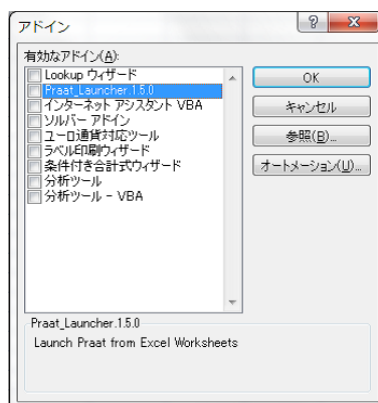 アドイン
有効なアドイン(A):
Lookup ウィザード
Praat_Launcher.1.5.0
インターネット アシスタント VBA
ソルバー アドイン
ユーロ通貨対応ツール
ラベル印刷ウィザード
条件付き合計式ウィザード
分析ツール
分析ツール - VBA
OK
キャンセル
参照(B)...
オートメーション(U)...
Praat_Launcher.1.5.0
Launch Praat from Excel Worksheets